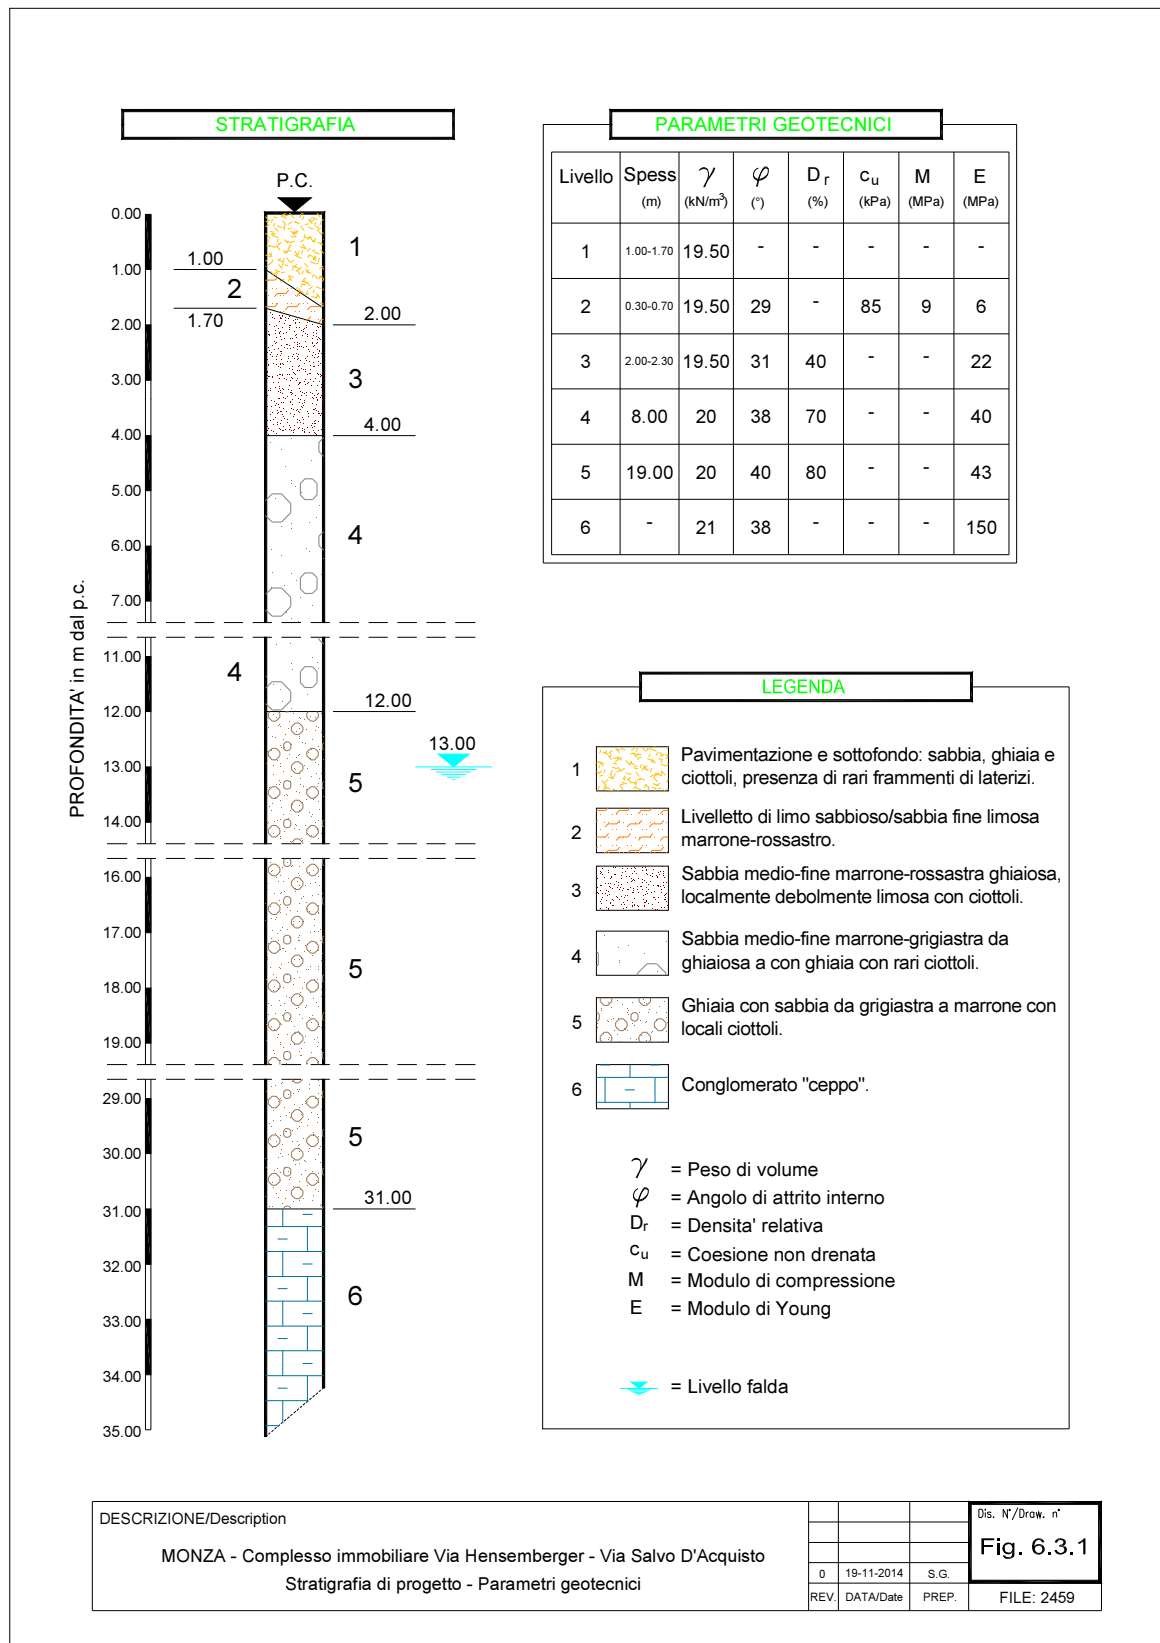 STRATIGRAFIA
P.C.
PROFONDITA' in m dal p.c.
0.00
1.00
2.00
3.00
4.00
5.00
6.00
7.00
11.00
12.00
13.00
14.00
16.00
17.00
18.00
19.00
29.00
30.00
31.00
32.00
33.00
34.00
35.00
1
1.00
2
1.70
2.00
3
4.00
4
4
12.00
13.00
5
5
5
31.00
6
PARAMETRI GEOTECNICI
Livello Spess γ φ Dr cu M E
(m) (kN/m³) (°) (%) (kPa) (MPa) (MPa)
1 1.00-1.70 19.50 - - - - -
2 0.30-0.70 19.50 29 - 85 9 6
3 2.00-2.30 19.50 31 40 - - 22
4 8.00 20 38 70 - - 40
5 19.00 20 40 80 - - 43
6 - 21 38 - - - 150
LEGENDA
1 Pavimentazione e sottofondo: sabbia, ghiaia e
ciottoli, presenza di rari frammenti di laterizi.
2 Livelletto di limo sabbioso/sabbia fine limosa
marrone-rossastro.
3 Sabbia medio-fine marrone-rossastra ghiaiosa,
localmente debolmente limosa con ciottoli.
4 Sabbia medio-fine marrone-grigiastra da
ghiaiosa a con ghiaia con rari ciottoli.
5 Ghiaia con sabbia da grigiastra a marrone con
locali ciottoli.
6 Conglomerato "ceppo".
γ = Peso di volume
φ = Angolo di attrito interno
Dr = Densita' relativa
cu = Coesione non drenata
M = Modulo di compressione
E = Modulo di Young
= Livello falda
DESCRIZIONE/Description
MONZA - Complesso immobiliare Via Hensemberger - Via Salvo D'Acquisto
Stratigrafia di progetto - Parametri geotecnici
0 19-11-2014 S.G.
REV. DATA/Date PREP.
Dis. N°/Draw. n°
Fig. 6.3.1
FILE: 2459